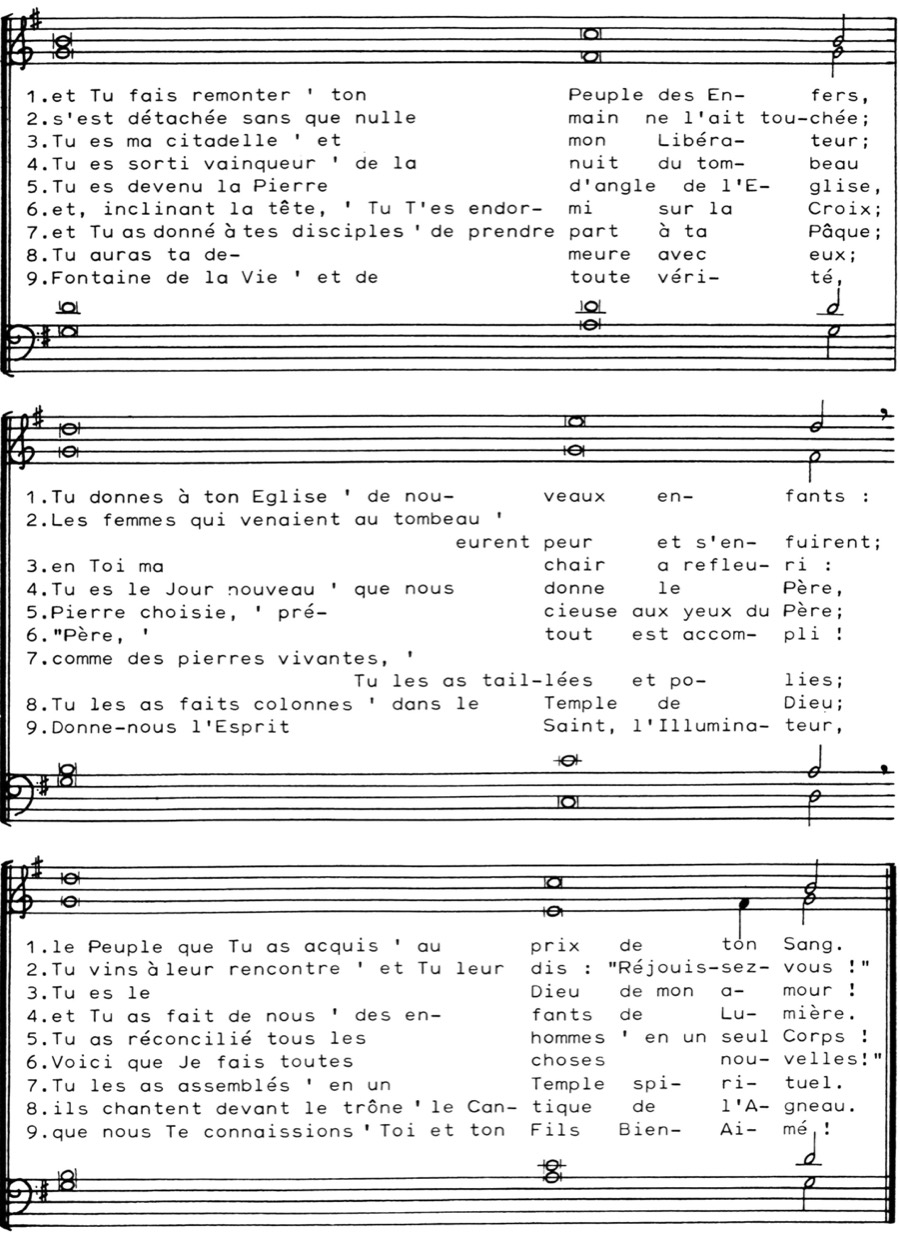 1.et Tu fais remonter ' ton Peuple des En- fers,
2.s'est détachée sans que nulle main ne l'ait tou-chée;
3.Tu es ma citadelle ' et mon Libéra- teur;
4.Tu es sorti vainqueur ' de la nuit du tom- beau
5.Tu es devenu la Pierre d'angle de l'E- glise,
6.et, inclinant la tête, ' Tu T'es endor- mi sur la Croix;
7.et Tu as donné à tes disciples ' de prendre part à ta Pâque;
8.Tu auras ta de- meure avec eux;
9.Fontaine de la Vie ' et de toute véri- té,
1.Tu donnes à ton Eglise ' de nou- veaux en- fants :
2.Les femmes qui venaient au tombeau '
eurent peur et s'en- fuirent;
3.en Toi ma chair a refleu- ri :
4.Tu es le Jour nouveau ' que nous donne le Père,
5.Pierre choisie, ' pré- cieuse aux yeux du Père;
6."Père, ' tout est accom- pli !
7.comme des pierres vivantes, '
Tu les as tail-lées et po- lies;
8.Tu les as faits colonnes ' dans le Temple de Dieu;
9.Donne-nous l'Esprit Saint, l'Illumina- teur,
1.le Peuple que Tu as acquis ' au prix de ton Sang.
2.Tu vins à leur rencontre ' et Tu leur dis : "Réjouis-sez- vous !"
3.Tu es le Dieu de mon a- mour !
4.et Tu as fait de nous ' des en- fants de Lu- mière.
5.Tu as réconcilié tous les hommes ' en un seul Corps !
6.Voici que Je fais toutes choses nou- velles!"
7.Tu les as assemblés ' en un Temple spi- ri- tuel.
8.ils chantent devant le trône ' le Can- tique de l'A- gneau.
9.que nous Te connaissions ' Toi et ton Fils Bien- Ai- mé !